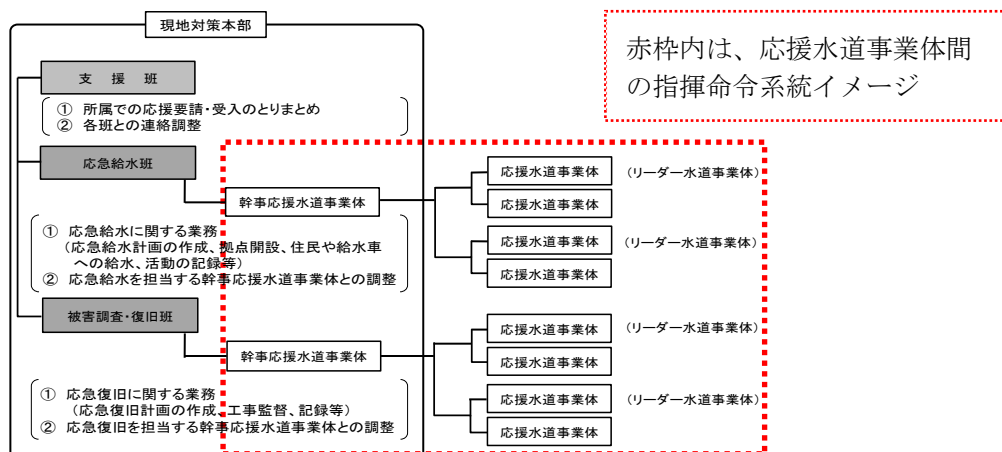 現地対策本部
赤枠内は、応援水道事業体間
の指揮命令系統イメージ
支 援 班
① 所属での応援要請・受入のとりまとめ
② 各班との連絡調整
応急給水班
幹事応援水道事業体
応援水道事業体 (リーダー水道事業体)
応援水道事業体
応援水道事業体 (リーダー水道事業体)
応援水道事業体
① 応急給水に関する業務
(応急給水計画の作成、拠点開設、住民や給水車
への給水、活動の記録等)
② 応急給水を担当する幹事応援水道事業体との調整
被害調査・復旧班
幹事応援水道事業体
応援水道事業体 (リーダー水道事業体)
応援水道事業体
応援水道事業体 (リーダー水道事業体)
応援水道事業体
① 応急復旧に関する業務
(応急復旧計画の作成、工事監督、記録等)
② 応急復旧を担当する幹事応援水道事業体との調整